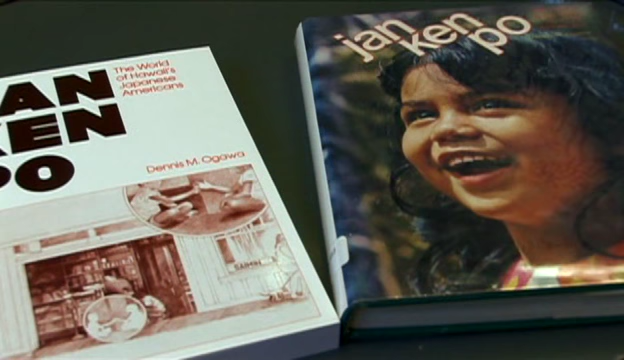 AN
KEN
PO
The World
of Hawaii's
Japanese
Americans
Dennis M. Ogawa
jan
ken
po